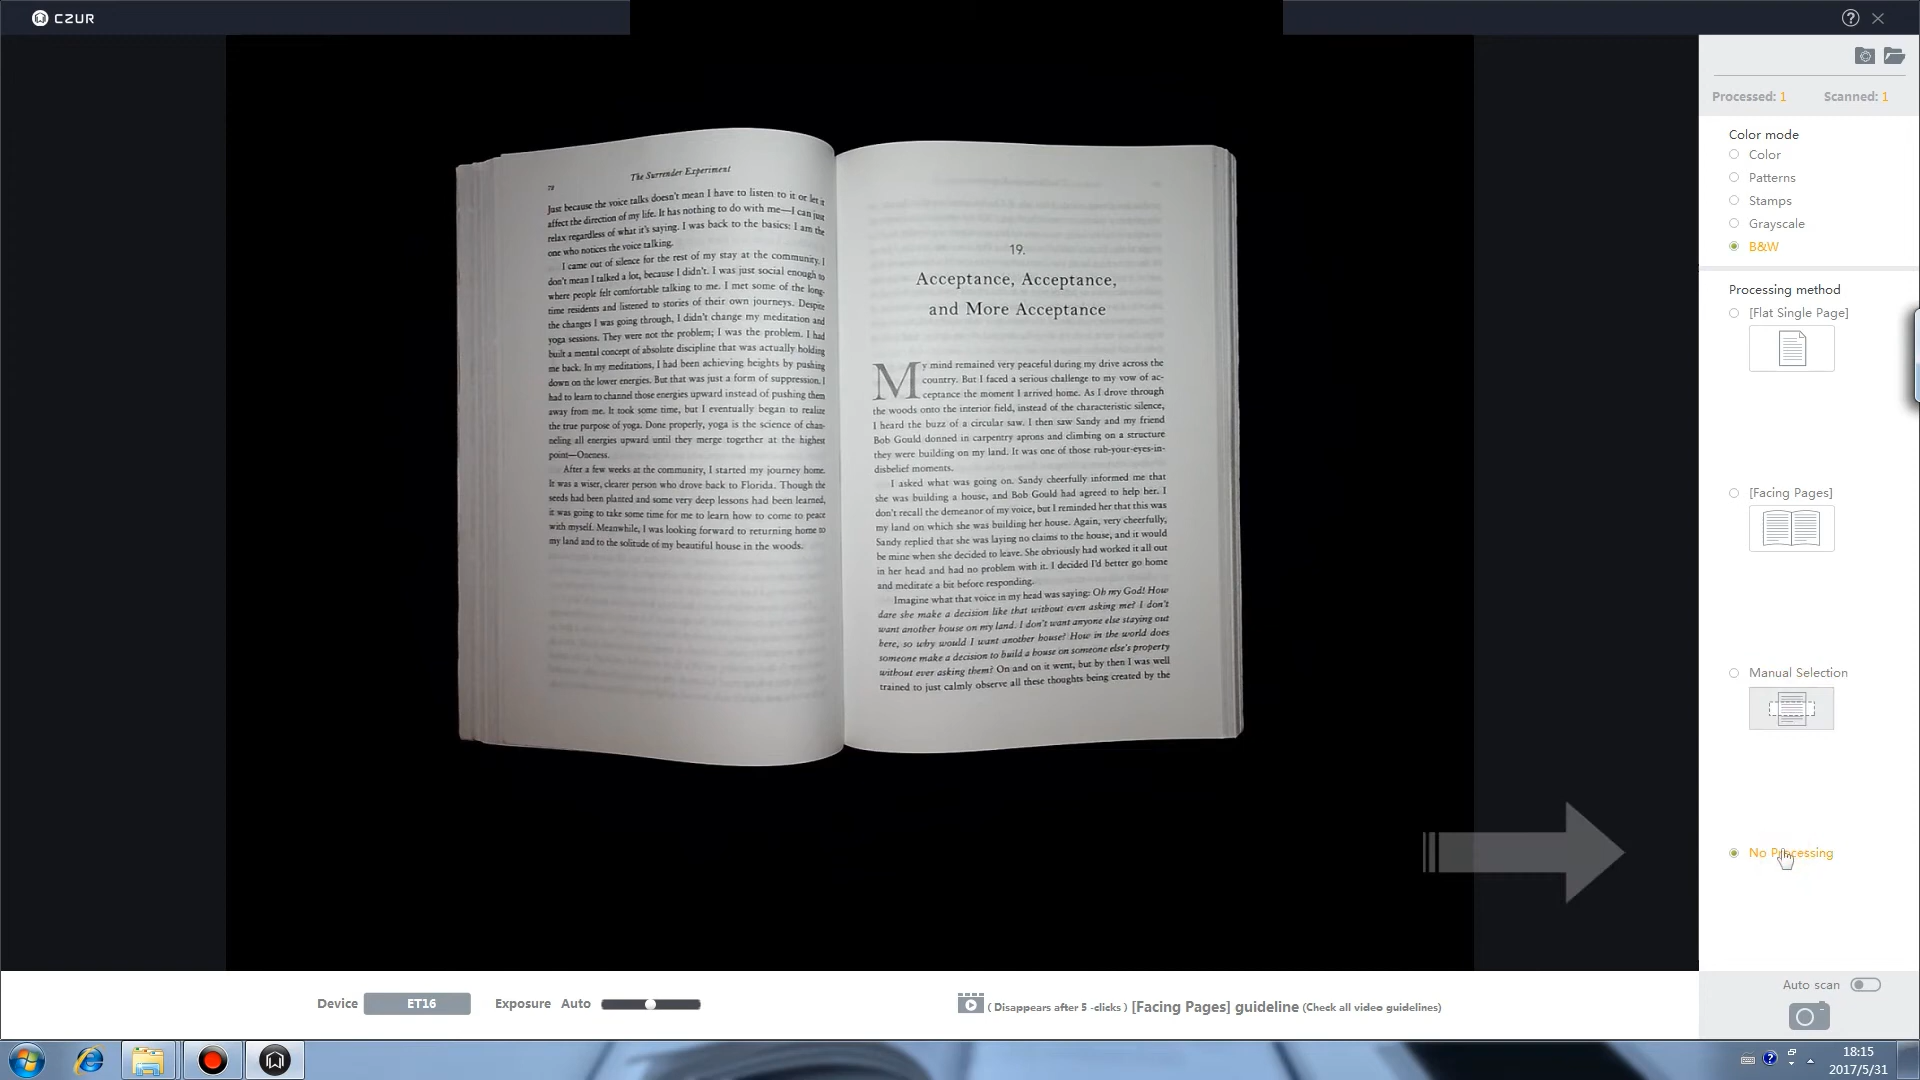 CZUR
Processed: 1 Scanned: 1
Color mode
Color
Patterns
Stamps
Grayscale
B&W
Processing method
[Flat Single Page]
[Facing Pages]
Manual Selection
No Processing
Auto scan
78
The Surrender Experiment
Just because the voice talks doesn't mean I have to listen to it or let it
affect the direction of my life. It has nothing to do with me—I can just
relax regardless of what it's saying. I was back to the basics: I am the
one who notices the voice talking.
I came out of silence for the rest of my stay at the community. I
don't mean I talked a lot, because I didn't. I was just social enough to
where people felt comfortable talking to me. I met some of the long-
time residents and listened to stories of their own journeys. Despite
the changes I was going through, I didn't change my meditation and
yoga sessions. They were not the problem; I was the problem. I had
built a mental concept of absolute discipline that was actually holding
me back. In my meditations, I had been achieving heights by pushing
down on the lower energies. But that was just a form of suppression. I
had to learn to channel those energies upward instead of pushing them
away from me. It took some time, but I eventually began to realize
the true purpose of yoga. Done properly, yoga is the science of chan-
neling all energies upward until they merge together at the highest
point—Oneness.
After a few weeks at the community, I started my journey home.
It was a wiser, clearer person who drove back to Florida. Though the
seeds had been planted and some very deep lessons had been learned,
it was going to take some time for me to learn how to come to peace
with myself. Meanwhile, I was looking forward to returning home to
my land and to the solitude of my beautiful house in the woods.
19.
Acceptance, Acceptance,
and More Acceptance
My mind remained very peaceful during my drive across the
country. But I faced a serious challenge to my vow of ac-
ceptance the moment I arrived home. As I drove through
the woods onto the interior field, instead of the characteristic silence,
I heard the buzz of a circular saw. I then saw Sandy and my friend
Bob Gould donned in carpentry aprons and climbing on a structure
they were building on my land. It was one of those rub-your-eyes-in-
disbelief moments.
I asked what was going on. Sandy cheerfully informed me that
she was building a house, and Bob Gould had agreed to help her. I
don't recall the demeanor of my voice, but I reminded her that this was
my land on which she was building her house. Again, very cheerfully,
Sandy replied that she was laying no claims to the house, and it would
be mine when she decided to leave. She obviously had worked it all out
in her head and had no problem with it. I decided I'd better go home
and meditate a bit before responding.
Imagine what that voice in my head was saying: Oh my God! How
dare she make a decision like that without even asking me? I don't
want another house on my land. I don't want anyone else staying out
here, so why would I want another house? How in the world does
someone make a decision to build a house on someone else's property
without ever asking them? On and on it went, but by then I was well
trained to just calmly observe all these thoughts being created by the
Device ET16 Exposure Auto
( Disappears after 5 -clicks ) [Facing Pages] guideline (Check all video guidelines)
18:15
2017/5/31